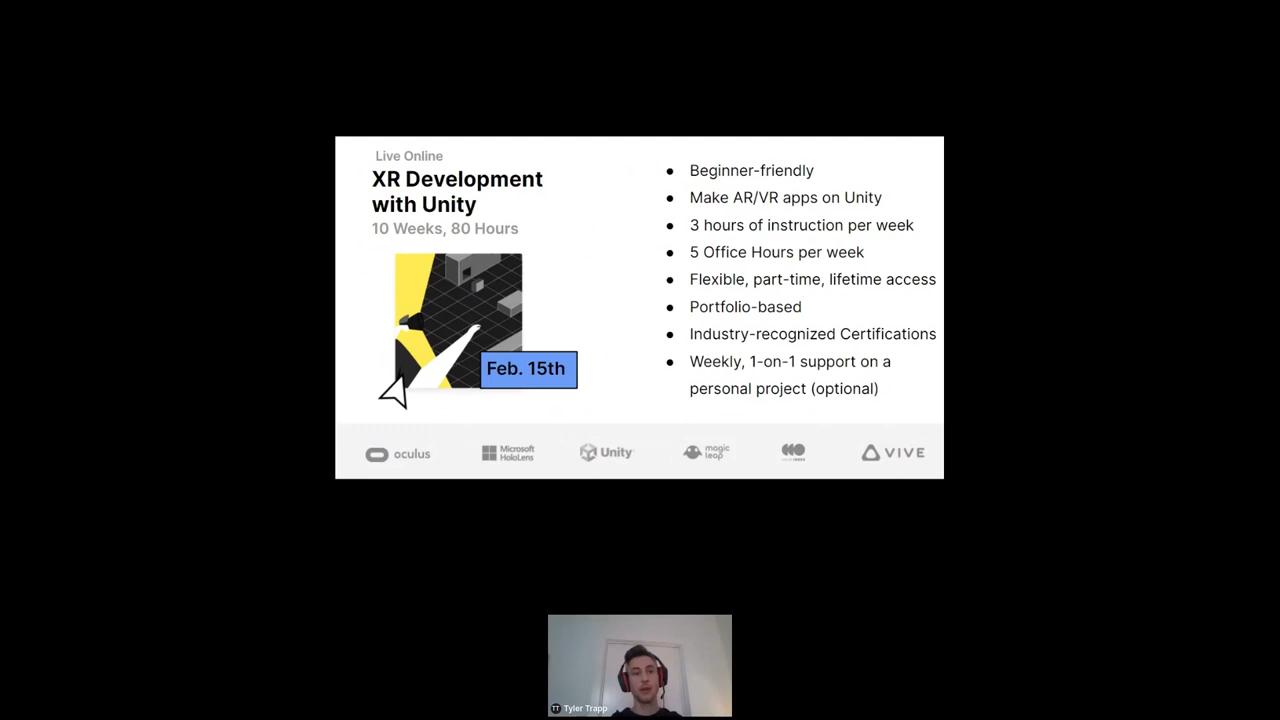 Live Online
XR Development
with Unity
10 Weeks, 80 Hours
Feb. 15th
Beginner-friendly
Make AR/VR apps on Unity
3 hours of instruction per week
5 Office Hours per week
Flexible, part-time, lifetime access
Portfolio-based
Industry-recognized Certifications
Weekly, 1-on-1 support on a
personal project (optional)
oculus
Microsoft
HoloLens
Unity
magic
leap
VIVE
TT Tyler Trapp